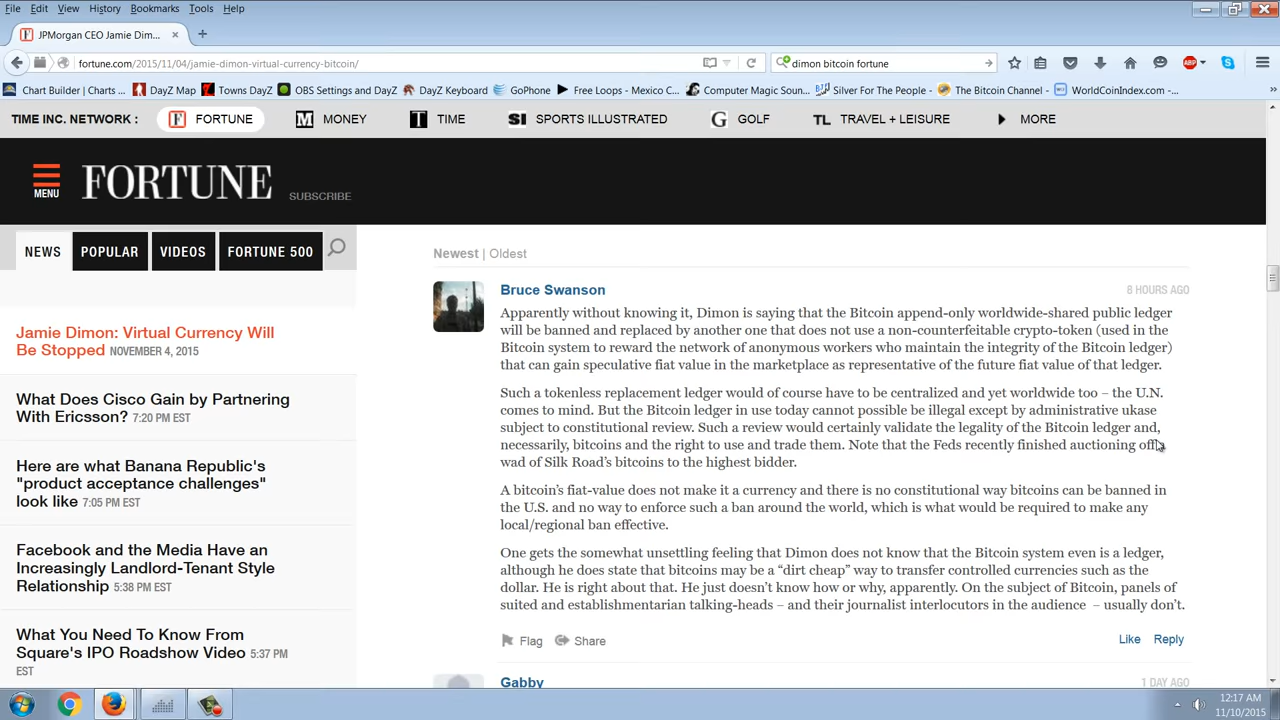 File Edit View History Bookmarks Tools Help
JPMorgan CEO Jamie Dim...
fortune.com/2015/11/04/jamie-dimon-virtual-currency-bitcoin/
dimon bitcoin fortune
ABP
Chart Builder | Charts ... DayZ Map Towns DayZ OBS Settings and DayZ DayZ Keyboard GoPhone Free Loops - Mexico C... Computer Magic Soun... Silver For The People - ... The Bitcoin Channel - ... WorldCoinIndex.com -...
TIME INC. NETWORK : F FORTUNE M MONEY T TIME SI SPORTS ILLUSTRATED G GOLF TL TRAVEL + LEISURE MORE
MENU FORTUNE SUBSCRIBE
NEWS POPULAR VIDEOS FORTUNE 500
Jamie Dimon: Virtual Currency Will
Be Stopped NOVEMBER 4, 2015
What Does Cisco Gain by Partnering
With Ericsson? 7:20 PM EST
Here are what Banana Republic's
"product acceptance challenges"
look like 7:05 PM EST
Facebook and the Media Have an
Increasingly Landlord-Tenant Style
Relationship 5:38 PM EST
What You Need To Know From
Square's IPO Roadshow Video 5:37 PM
EST
Newest | Oldest
Bruce Swanson 8 HOURS AGO
Apparently without knowing it, Dimon is saying that the Bitcoin append-only worldwide-shared public ledger
will be banned and replaced by another one that does not use a non-counterfeitable crypto-token (used in the
Bitcoin system to reward the network of anonymous workers who maintain the integrity of the Bitcoin ledger)
that can gain speculative fiat value in the marketplace as representative of the future fiat value of that ledger.
Such a tokenless replacement ledger would of course have to be centralized and yet worldwide too – the U.N.
comes to mind. But the Bitcoin ledger in use today cannot possible be illegal except by administrative ukase
subject to constitutional review. Such a review would certainly validate the legality of the Bitcoin ledger and,
necessarily, bitcoins and the right to use and trade them. Note that the Feds recently finished auctioning off
wad of Silk Road’s bitcoins to the highest bidder.
A bitcoin’s fiat-value does not make it a currency and there is no constitutional way bitcoins can be banned in
the U.S. and no way to enforce such a ban around the world, which is what would be required to make any
local/regional ban effective.
One gets the somewhat unsettling feeling that Dimon does not know that the Bitcoin system even is a ledger,
although he does state that bitcoins may be a “dirt cheap” way to transfer controlled currencies such as the
dollar. He is right about that. He just doesn’t know how or why, apparently. On the subject of Bitcoin, panels of
suited and establishmentarian talking-heads – and their journalist interlocutors in the audience – usually don’t.
Flag Share Like Reply
Gabby 1 DAY AGO
12:17 AM
11/10/2015